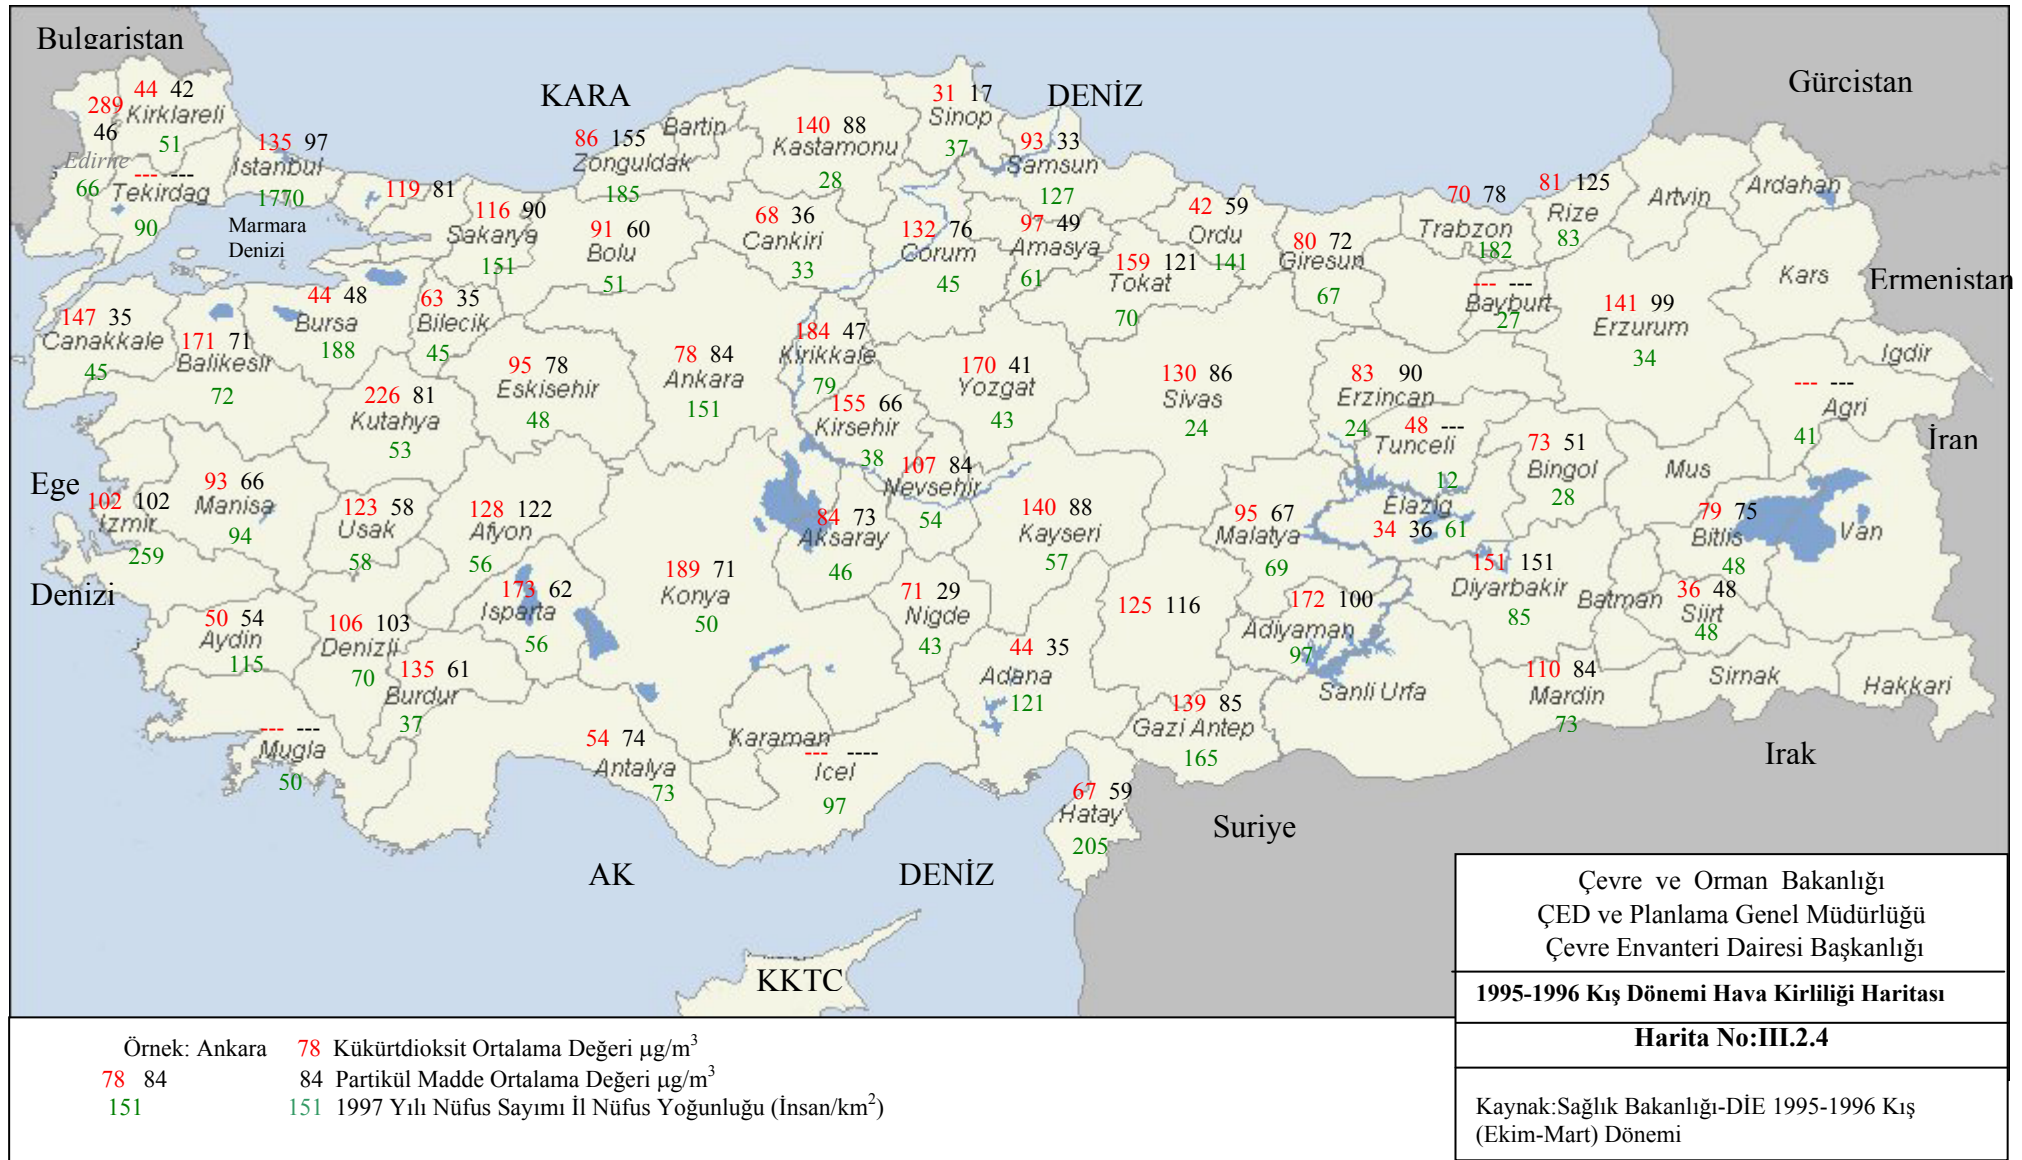 Bulgaristan
KARA DENİZ
Gürcistan
44 42
Kirklareli
51
289
46
Edirne
66
--- ---
Tekirdag
90
135 97
Istanbul
1770
Marmara
Denizi
119 81
116 90
Sakarya
151
86 155
Zonguldak
185
Bartin
91 60
Bolu
51
140 88
Kastamonu
28
68 36
Cankiri
33
31 17
Sinop
37
93 33
Samsun
127
132 76
Corum
45
97 49
Amasya
61
159 121
Tokat
70
42 59
Ordu
141
80 72
Giresun
67
70 78
Trabzon
182
81 125
Rize
83
Artvin
Ardahan
Kars
Ermenistan
--- ---
Bayburt
27
141 99
Erzurum
34
Igdir
--- ---
Agri
41
İran
147 35
Canakkale
45
171 71
Balikesir
72
44 48
Bursa
188
63 35
Bilecik
45
226 81
Kutahya
53
95 78
Eskisehir
48
78 84
Ankara
151
184 47
Kirikkale
79
155 66
Kirsehir
38
170 41
Yozgat
43
130 86
Sivas
24
83 90
Erzincan
24
48 ---
Tunceli
12
73 51
Bingol
28
Mus
Ege
Denizi
102 102
Izmir
259
93 66
Manisa
94
123 58
Usak
58
128 122
Afyon
56
107 84
Nevsehir
54
84 73
Aksaray
46
140 88
Kayseri
57
95 67
Malatya
69
Elazig
34 36 61
79 75
Bitlis
48
Van
50 54
Aydin
115
106 103
Denizli
70
173 62
Isparta
56
189 71
Konya
50
71 29
Nigde
43
125 116
172 100
Adiyaman
97
151 151
Diyarbakir
85
Batman
36 48
Siirt
48
135 61
Burdur
37
44 35
Adana
121
139 85
Gazi Antep
165
Sanli Urfa
110 84
Mardin
73
Sirnak
Hakkari
--- ---
Mugla
50
54 74
Antalya
73
Karaman
--- ----
Icel
97
67 59
Hatay
205
Irak
Suriye
AK DENİZ
KKTC
Çevre ve Orman Bakanlığı
ÇED ve Planlama Genel Müdürlüğü
Çevre Envanteri Dairesi Başkanlığı
1995-1996 Kış Dönemi Hava Kirliliği Haritası
Harita No:III.2.4
Kaynak:Sağlık Bakanlığı-DİE 1995-1996 Kış
(Ekim-Mart) Dönemi
Örnek: Ankara 78 Kükürtdioksit Ortalama Değeri µg/m³
78 84 84 Partikül Madde Ortalama Değeri µg/m³
151 151 1997 Yılı Nüfus Sayımı İl Nüfus Yoğunluğu (İnsan/km²)